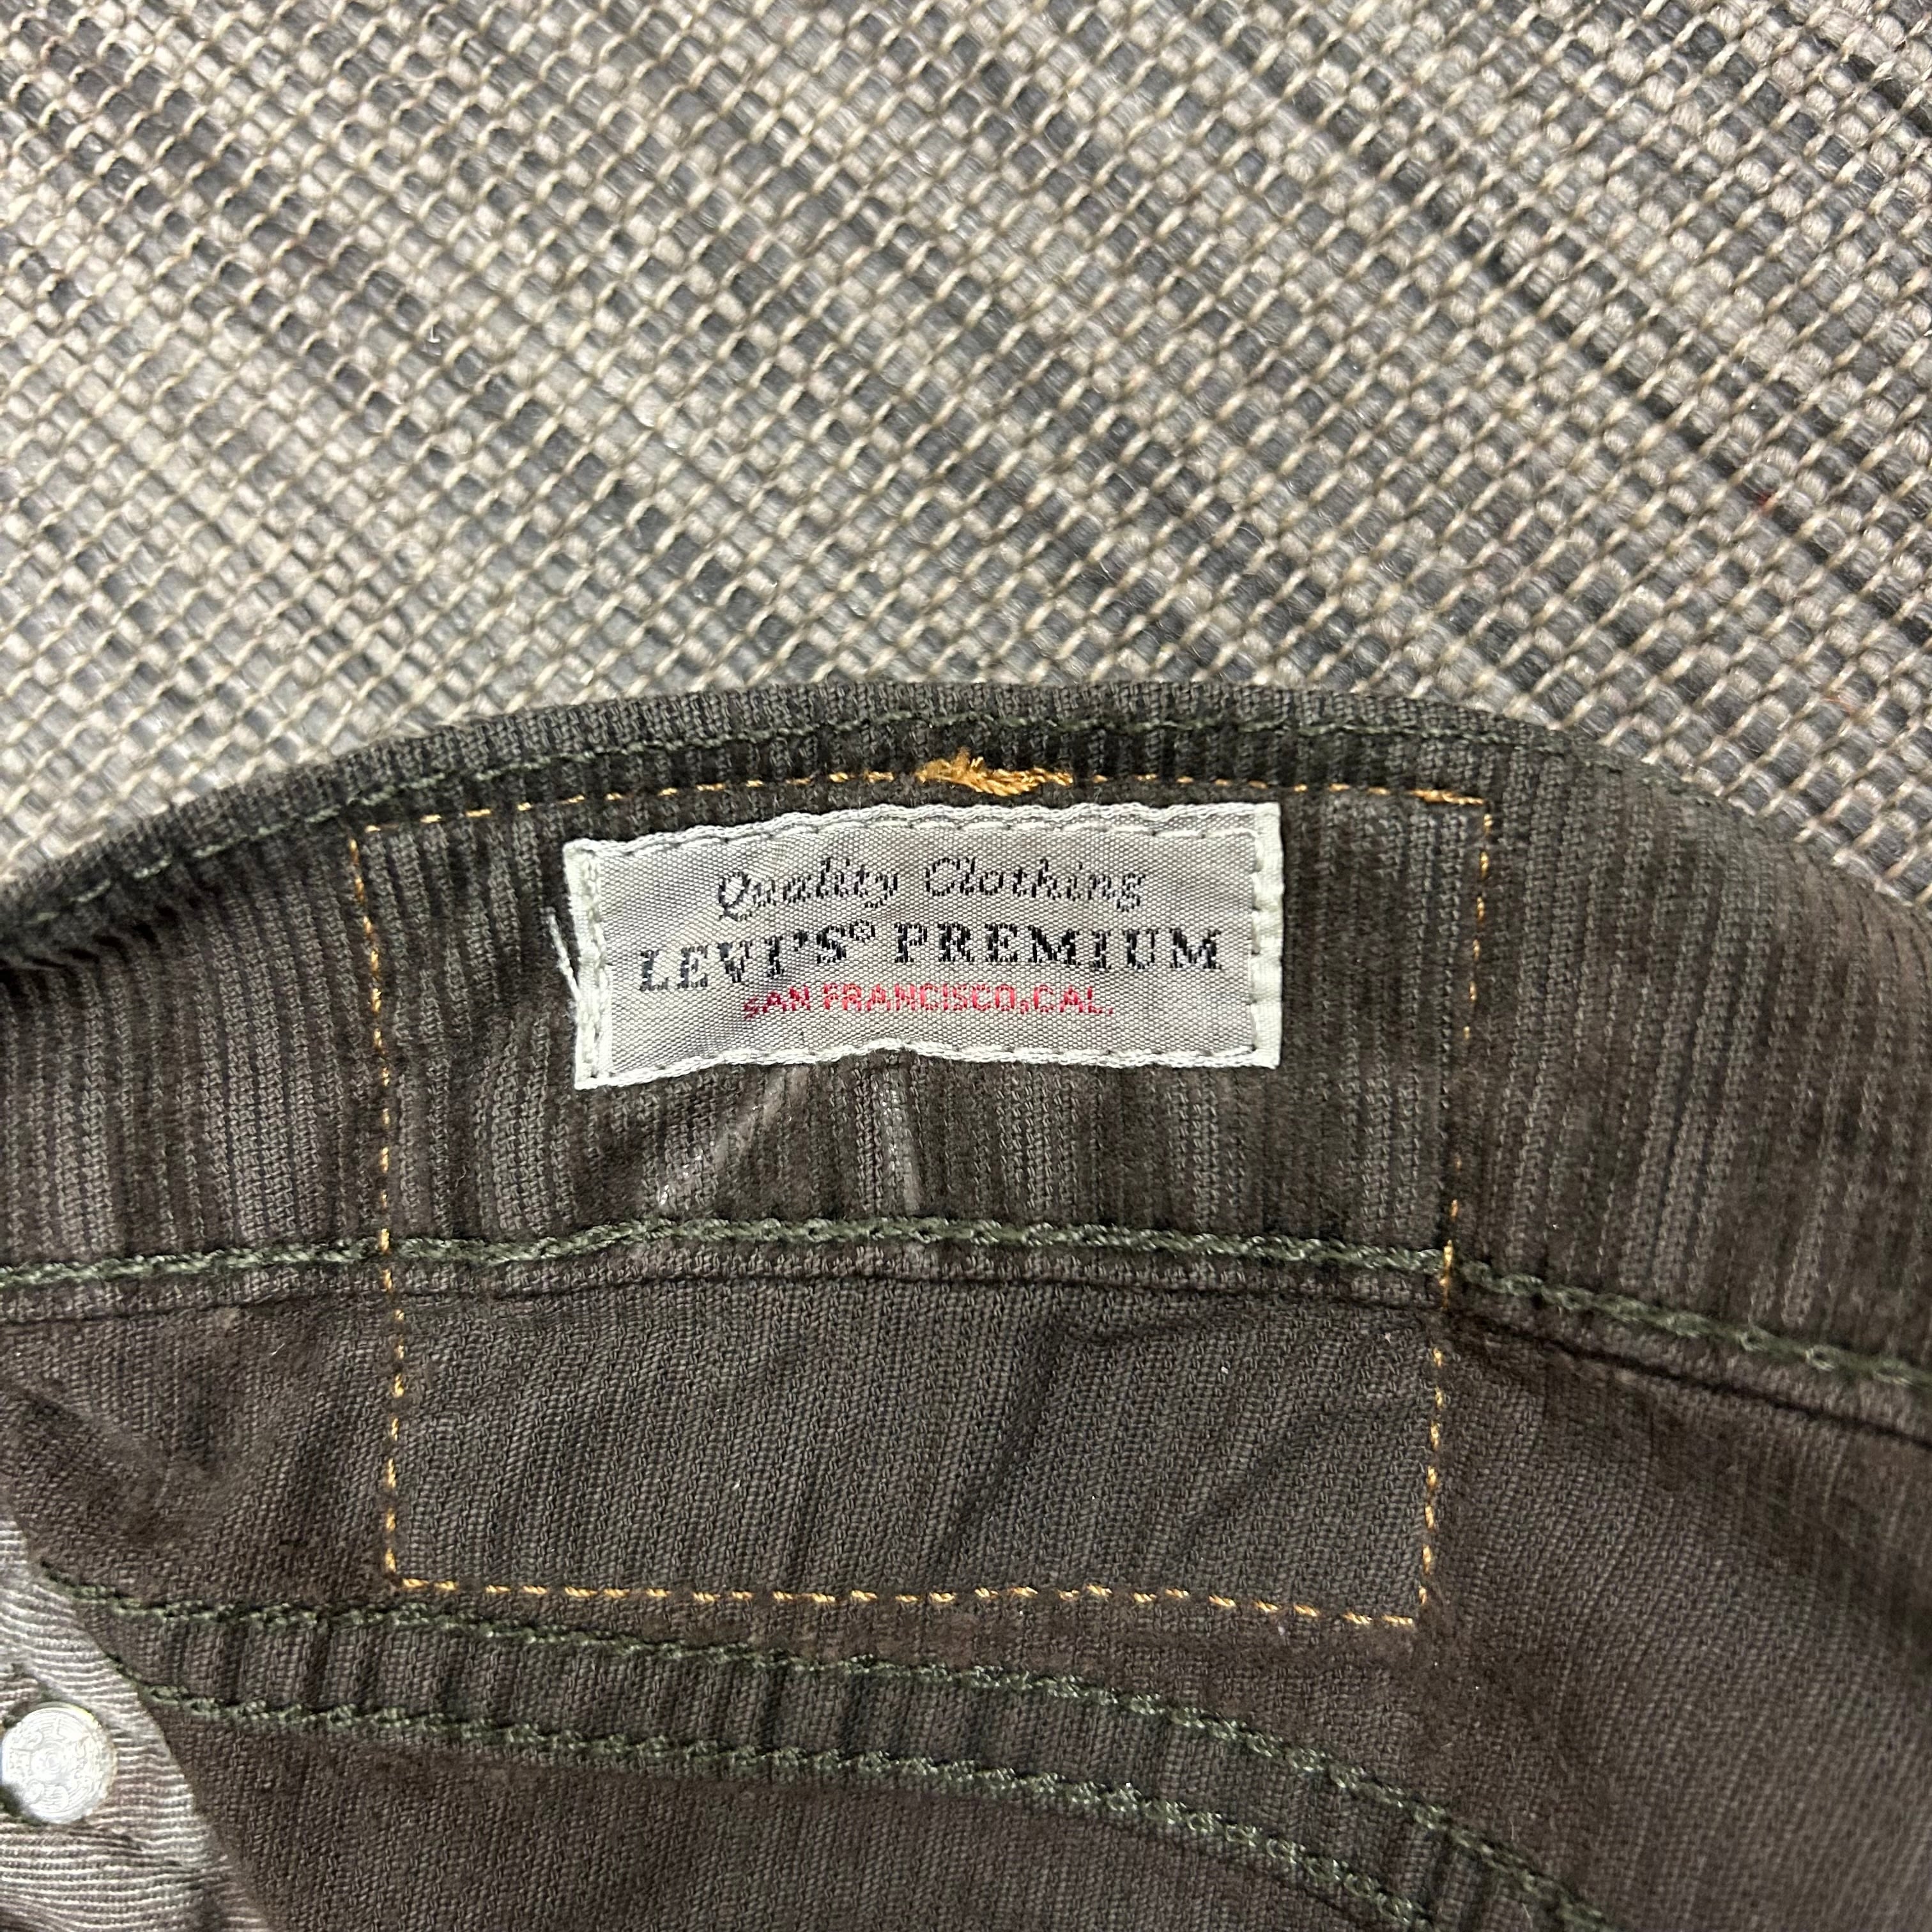 Quality Clothing
LEVI'S® PREMIUM
SAN FRANCISCO, CAL.